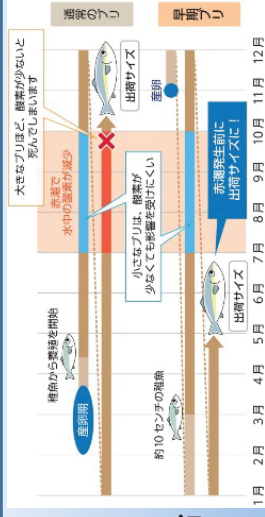 通常のブリ
大きなブリほど、酸素が少ないと
死んでしまいます
出荷サイズ
赤潮で
水中の酸素が減少
稚魚から養殖を開始
産卵期
小さなブリは、酸素が
少なくても影響を受けにくい
早期ブリ
産卵
約10センチの稚魚
出荷サイズ
赤潮発生前に
出荷サイズに！
1月 2月 3月 4月 5月 6月 7月 8月 9月 10月 11月 12月